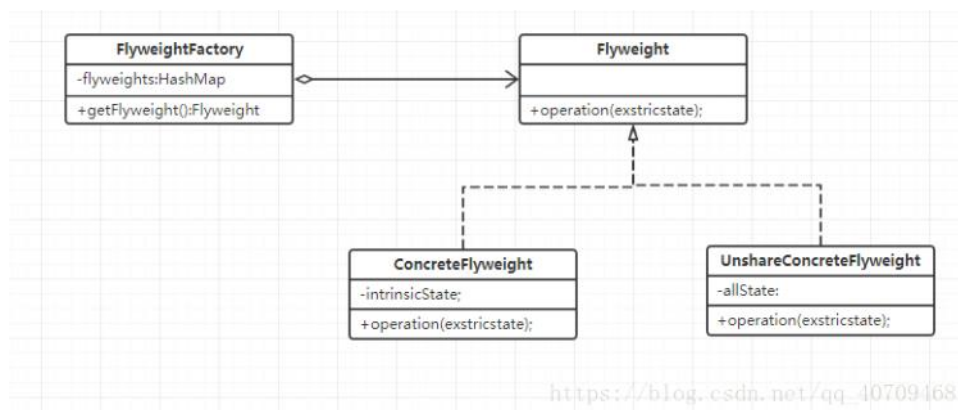 FlyweightFactory
-flyweights:HashMap
+getFlyweight():Flyweight
Flyweight
+operation(exstricstate);
ConcreteFlyweight
-intrinsicState;
+operation(exstricstate);
UnshareConcreteFlyweight
-allState:
+operation(exstricstate);
https://blog.csdn.net/qq_40709468